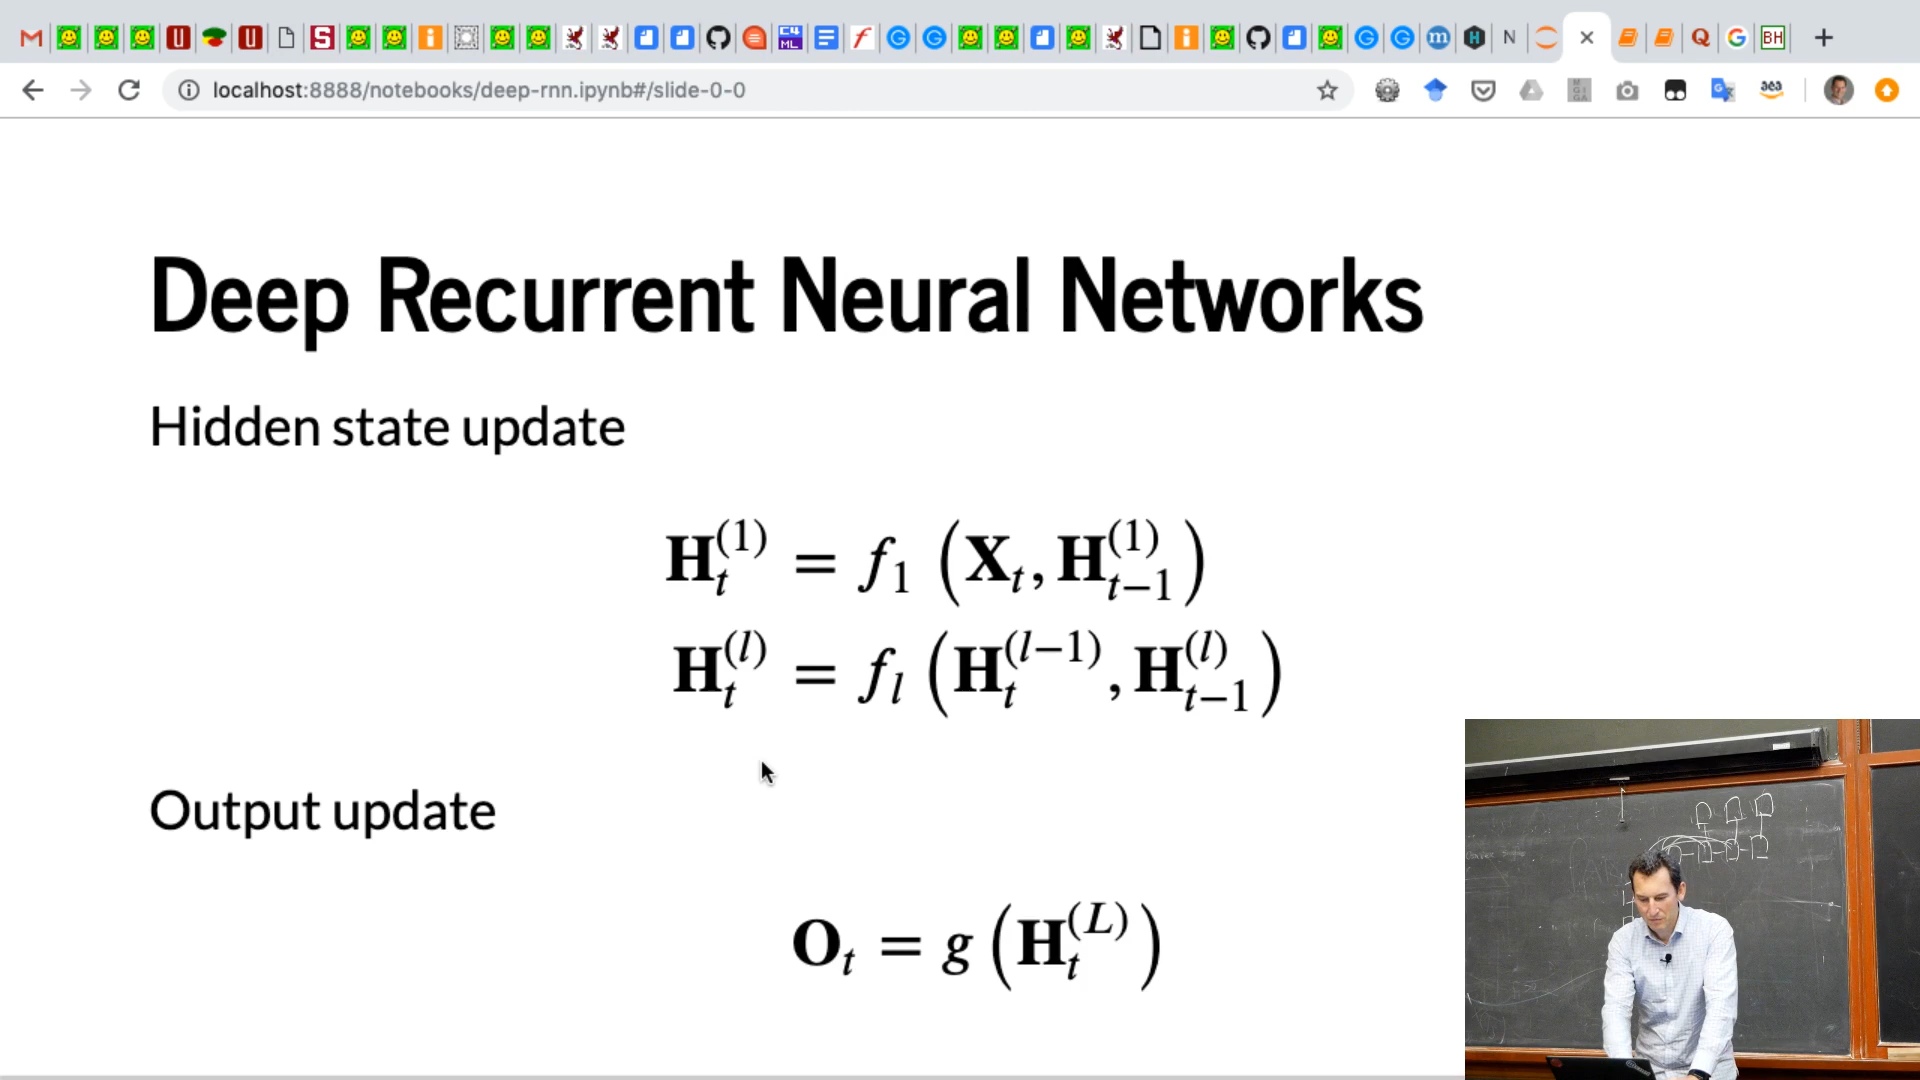 localhost:8888/notebooks/deep-rnn.ipynb#/slide-0-0
Deep Recurrent Neural Networks
Hidden state update
H_t^{(1)} = f_1 (X_t, H_{t-1}^{(1)})
H_t^{(l)} = f_l (H_t^{(l-1)}, H_{t-1}^{(l)})
Output update
O_t = g (H_t^{(L)})